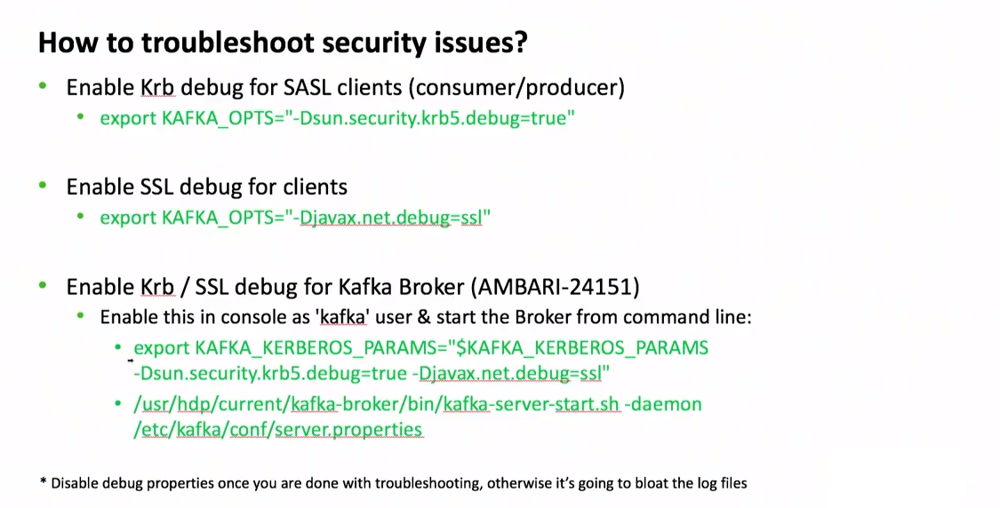 How to troubleshoot security issues?
• Enable Krb debug for SASL clients (consumer/producer)
• export KAFKA_OPTS="-Dsun.security.krb5.debug=true"
• Enable SSL debug for clients
• export KAFKA_OPTS="-Djavax.net.debug=ssl"
• Enable Krb / SSL debug for Kafka Broker (AMBARI-24151)
• Enable this in console as 'kafka' user & start the Broker from command line:
• export KAFKA_KERBEROS_PARAMS="$KAFKA_KERBEROS_PARAMS
-Dsun.security.krb5.debug=true -Djavax.net.debug=ssl"
• /usr/hdp/current/kafka-broker/bin/kafka-server-start.sh -daemon
/etc/kafka/conf/server.properties
* Disable debug properties once you are done with troubleshooting, otherwise it’s going to bloat the log files